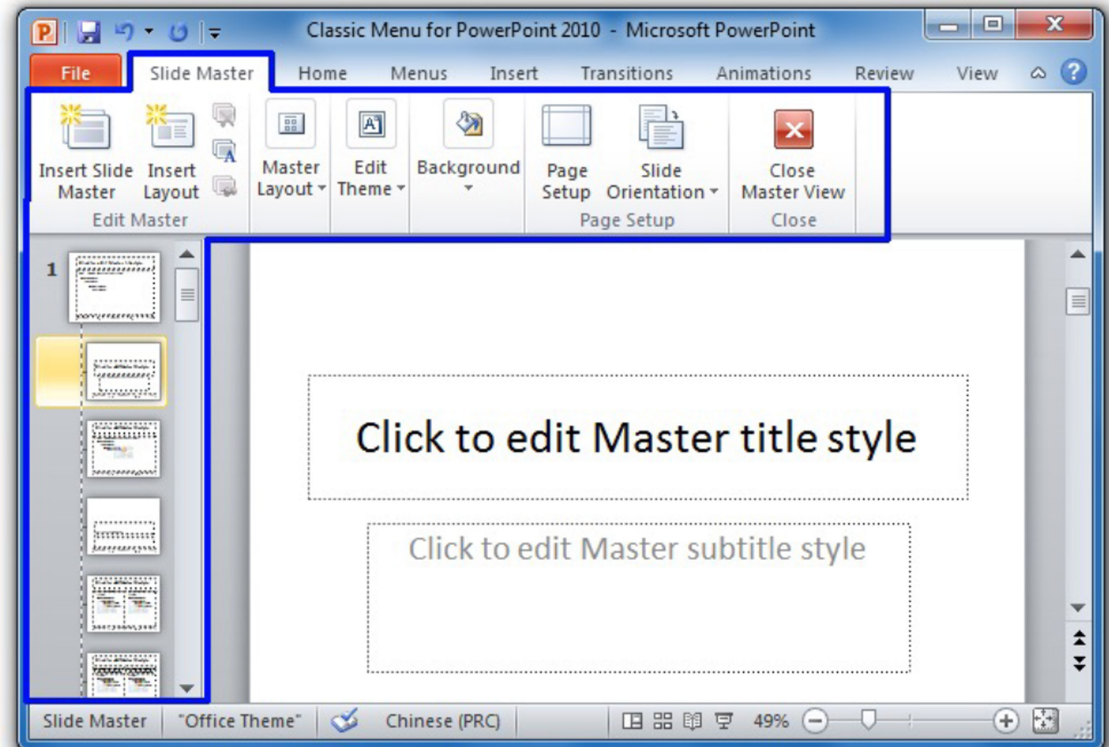 Classic Menu for PowerPoint 2010 - Microsoft PowerPoint
File Slide Master Home Menus Insert Transitions Animations Review View
Insert Slide Master
Insert Layout
Edit Master
Master Layout
Edit Theme
Background
Page Setup
Slide Orientation
Page Setup
Close Master View
Close
1
Click to edit Master title style
Click to edit Master subtitle style
Slide Master "Office Theme" Chinese (PRC) 49%